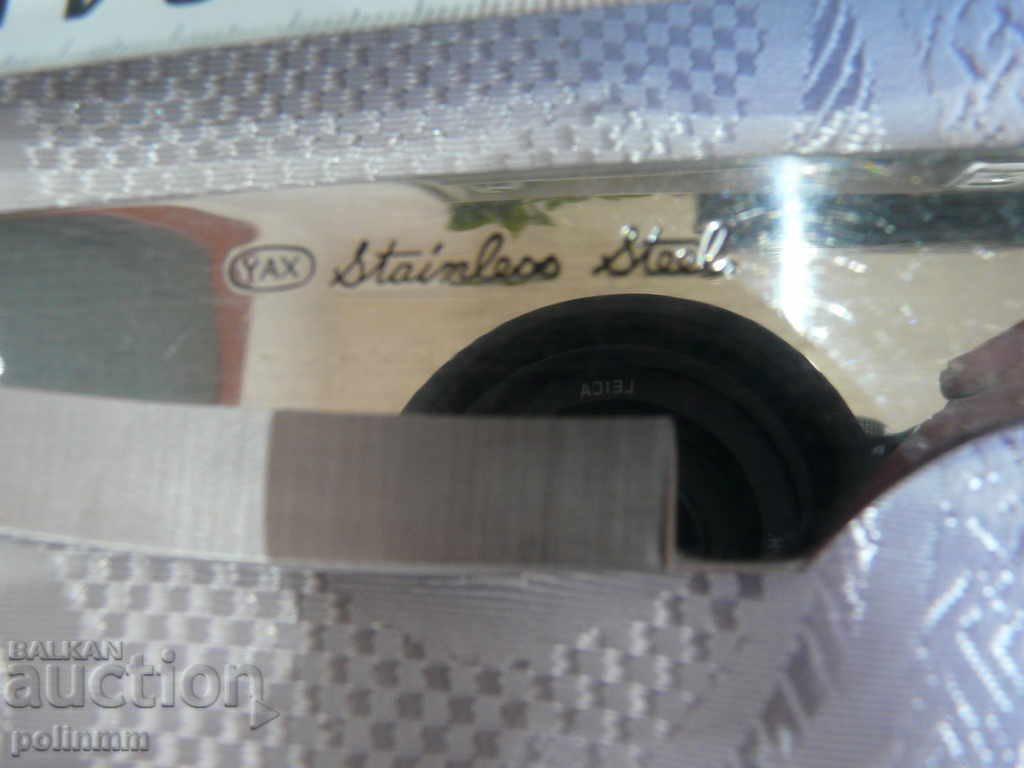 YAX Stainless Steel
LEICA
BALKAN
auction
polinmm